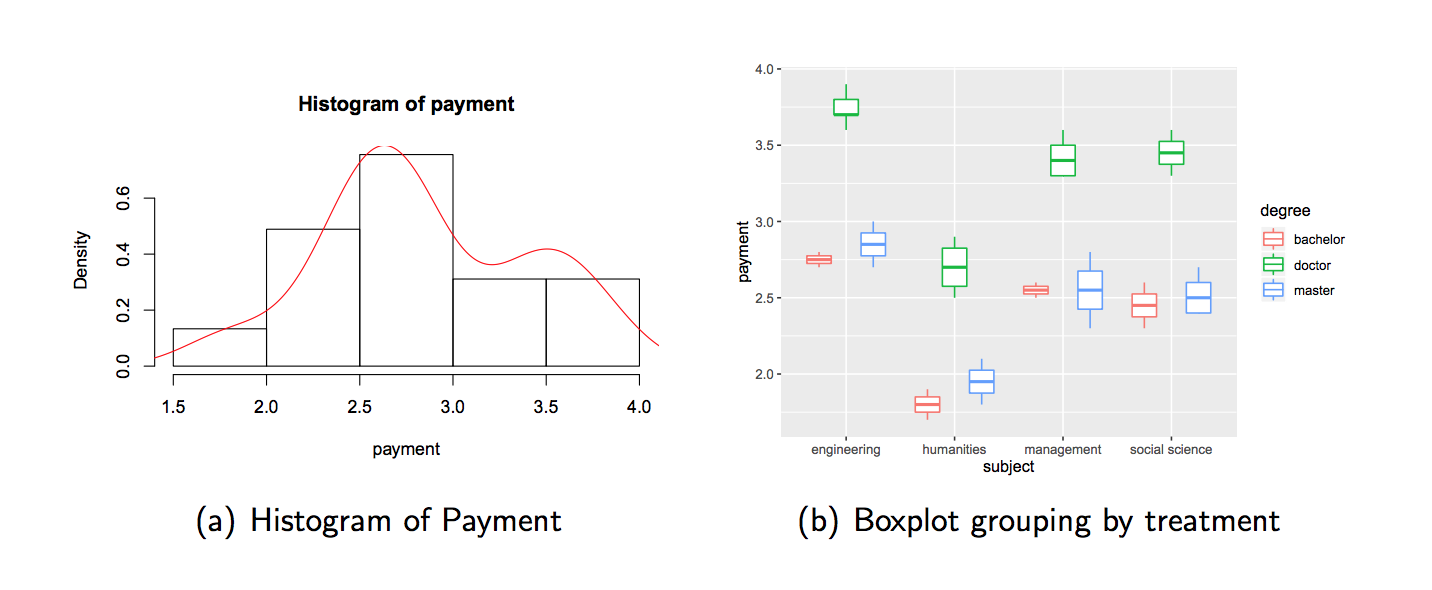 Histogram of payment
Density
0.0 0.2 0.4 0.6
1.5 2.0 2.5 3.0 3.5 4.0
payment
(a) Histogram of Payment
4.0
3.5
3.0
2.5
2.0
payment
engineering humanities management social science
subject
degree
bachelor
doctor
master
(b) Boxplot grouping by treatment